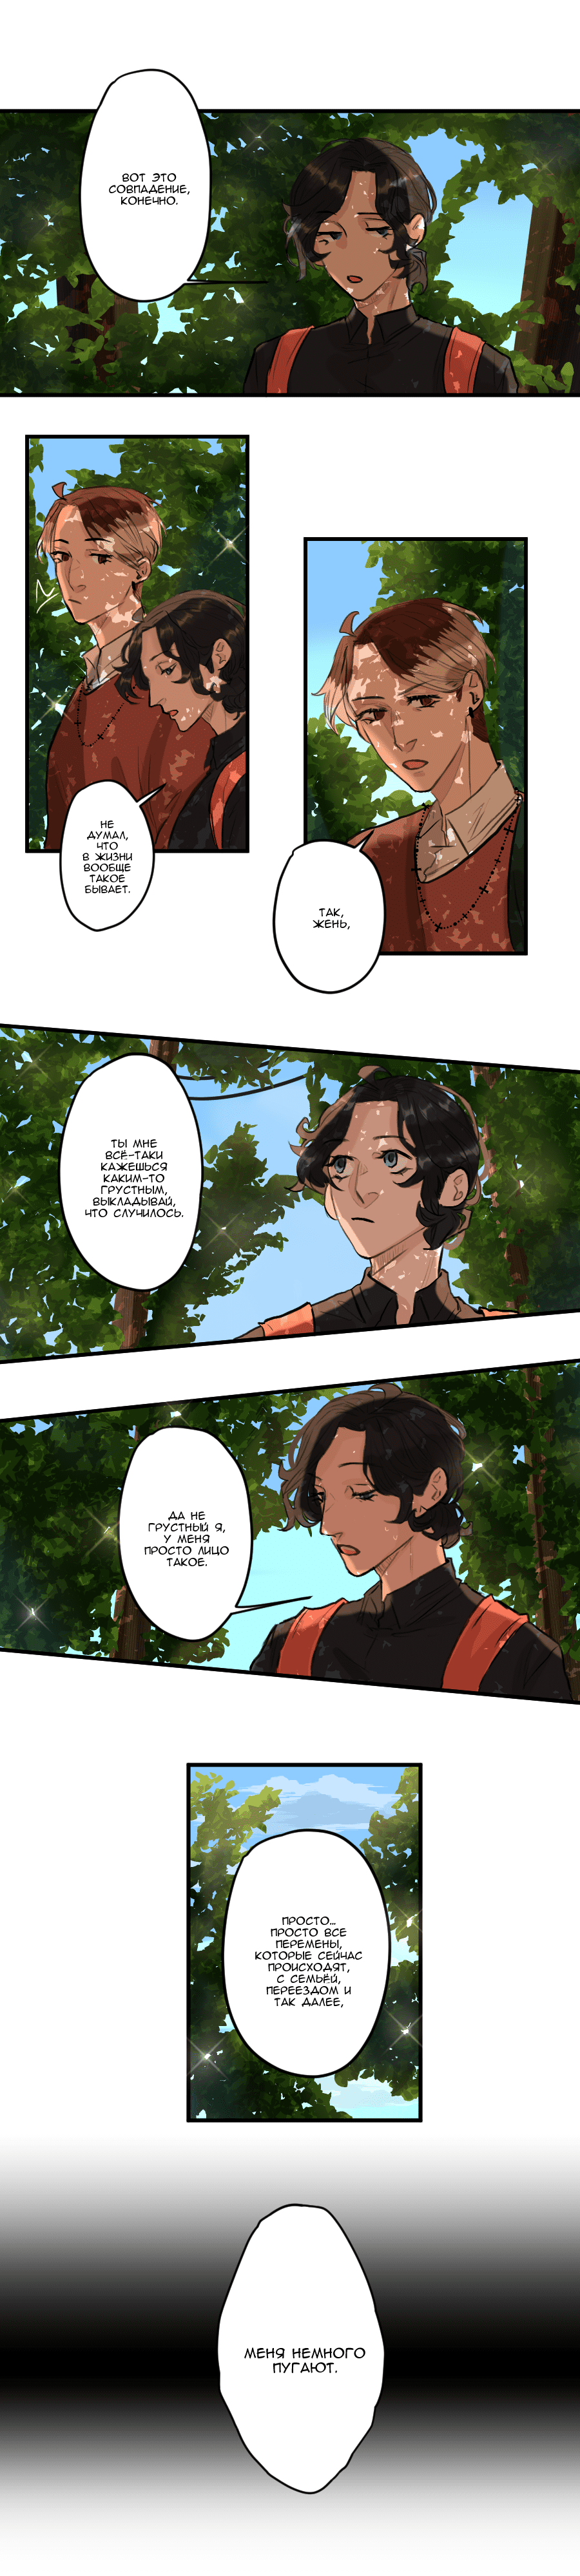 ВОТ ЭТО
СОВПАДЕНИЕ,
КОНЕЧНО.
НЕ
ДУМАЛ,
ЧТО
В ЖИЗНИ
ВООБЩЕ
ТАКОЕ
БЫВАЕТ.
ТАК,
ЖЕНЬ,
ТЫ МНЕ
ВСЁ-ТАКИ
КАЖЕШЬСЯ
КАКИМ-ТО
ГРУСТНЫМ,
ВЫКЛАДЫВАЙ,
ЧТО СЛУЧИЛОСЬ.
ДА НЕ
ГРУСТНЫЙ Я,
У МЕНЯ
ПРОСТО ЛИЦО
ТАКОЕ.
ПРОСТО...
ПРОСТО ВСЕ
ПЕРЕМЕНЫ,
КОТОРЫЕ СЕЙЧАС
ПРОИСХОДЯТ,
С СЕМЬЁЙ,
ПЕРЕЕЗДОМ И
ТАК ДАЛЕЕ,
МЕНЯ НЕМНОГО
ПУГАЮТ.